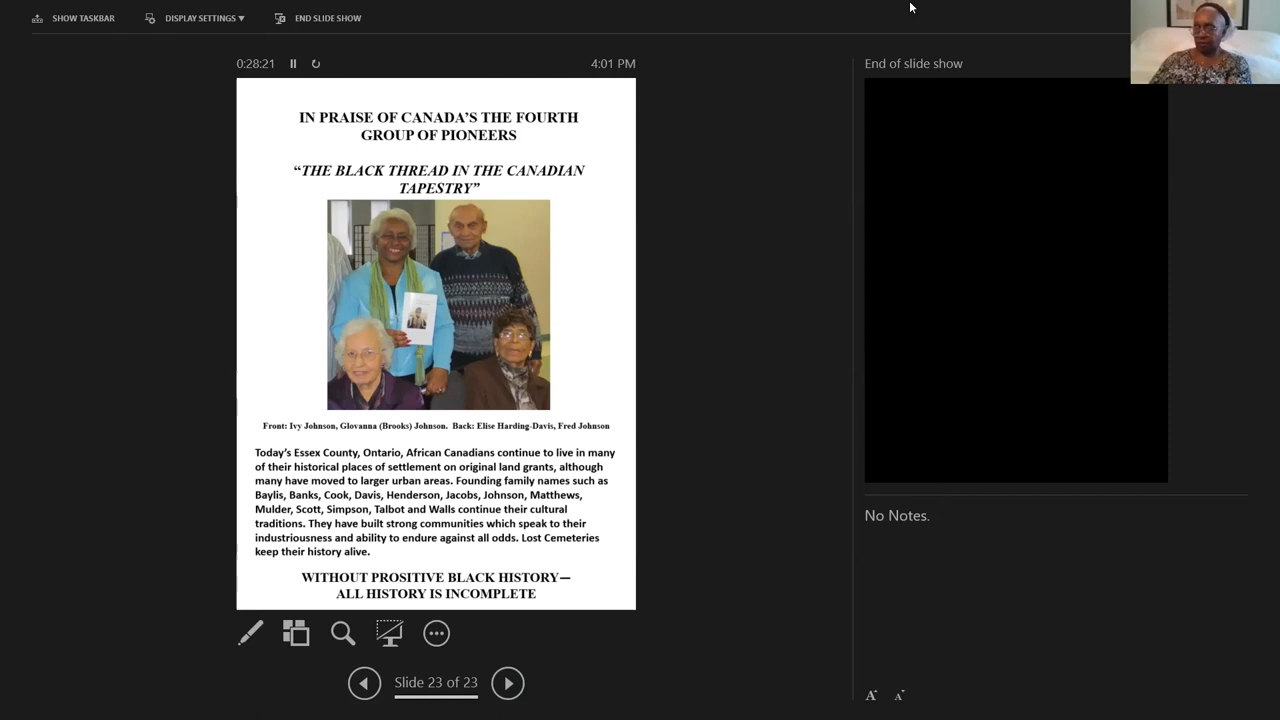 SHOW TASKBAR
DISPLAY SETTINGS ▼
END SLIDE SHOW
0:28:21
4:01 PM
IN PRAISE OF CANADA'S THE FOURTH
GROUP OF PIONEERS
“THE BLACK THREAD IN THE CANADIAN
TAPESTRY”
Front: Ivy Johnson, Glovanna (Brooks) Johnson. Back: Elise Harding-Davis, Fred Johnson
Today's Essex County, Ontario, African Canadians continue to live in many
of their historical places of settlement on original land grants, although
many have moved to larger urban areas. Founding family names such as
Baylis, Banks, Cook, Davis, Henderson, Jacobs, Johnson, Matthews,
Mulder, Scott, Simpson, Talbot and Walls continue their cultural
traditions. They have built strong communities which speak to their
industriousness and ability to endure against all odds. Lost Cemeteries
keep their history alive.
WITHOUT PROSITIVE BLACK HISTORY—
ALL HISTORY IS INCOMPLETE
Slide 23 of 23
End of slide show
No Notes.
A A